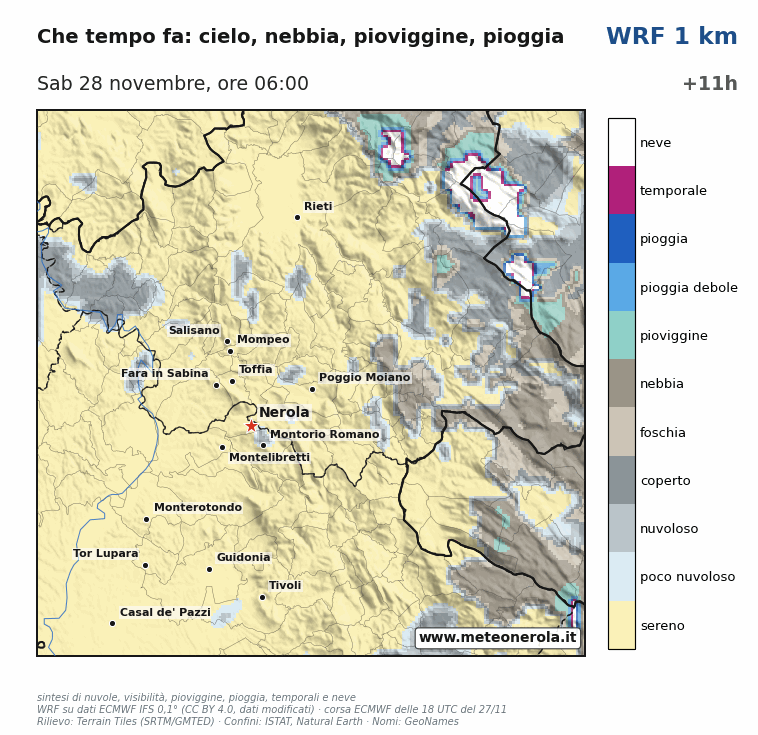 Che tempo fa: cielo, nebbia, pioviggine, pioggia
WRF 1 km
Sab 28 novembre, ore 06:00
+11h
neve
temporale
pioggia
pioggia debole
pioviggine
nebbia
foschia
coperto
nuvoloso
poco nuvoloso
sereno
Rieti
Salisano
Mompeo
Fara in Sabina
Toffia
Poggio Moiano
Nerola
Montorio Romano
Montelibretti
Monterotondo
Tor Lupara
Guidonia
Tivoli
Casal de' Pazzi
www.meteonerola.it
sintesi di nuvole, visibilità, pioviggine, pioggia, temporali e neve
WRF su dati ECMWF IFS 0,1° (CC BY 4.0, dati modificati) · corsa ECMWF delle 18 UTC del 27/11
Rilievo: Terrain Tiles (SRTM/GMTED) · Confini: ISTAT, Natural Earth · Nomi: GeoNames